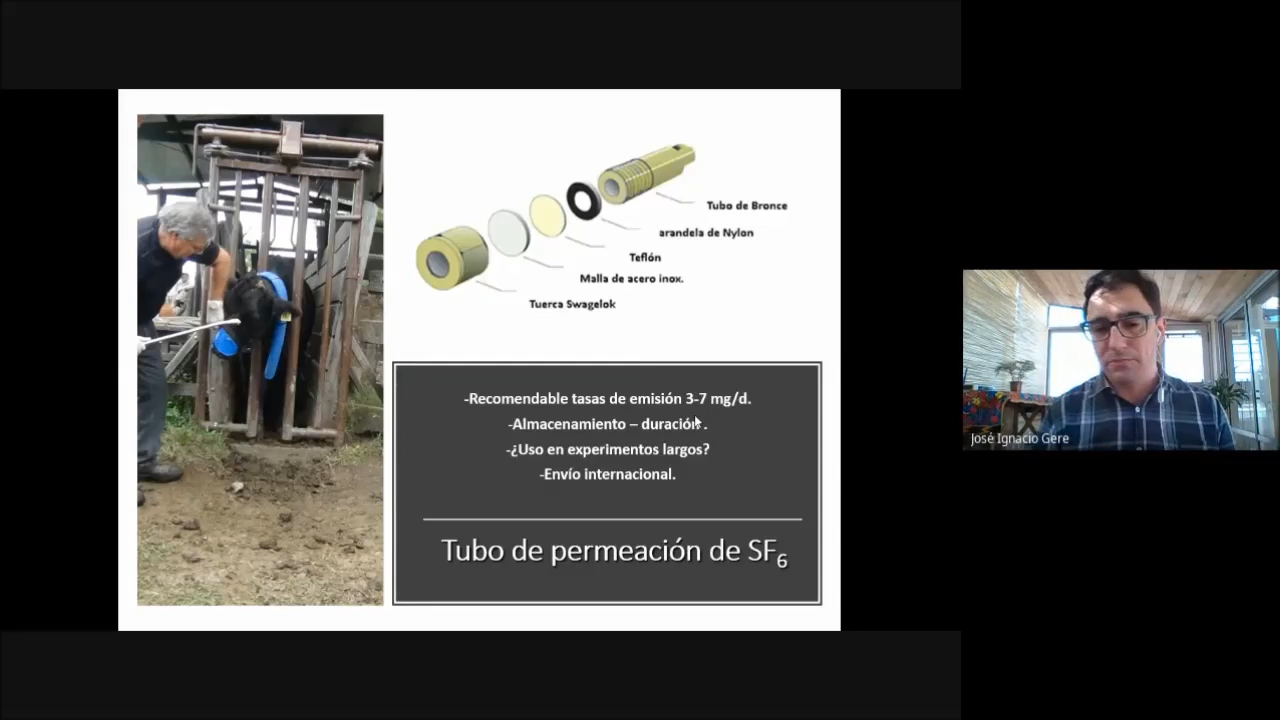 Tubo de Bronce
arandela de Nylon
Teflón
Malla de acero inox.
Tuerca Swagelok
-Recomendable tasas de emisión 3-7 mg/d.
-Almacenamiento – duración.
-¿Uso en experimentos largos?
-Envío internacional.
Tubo de permeación de SF6
José Ignacio Gere